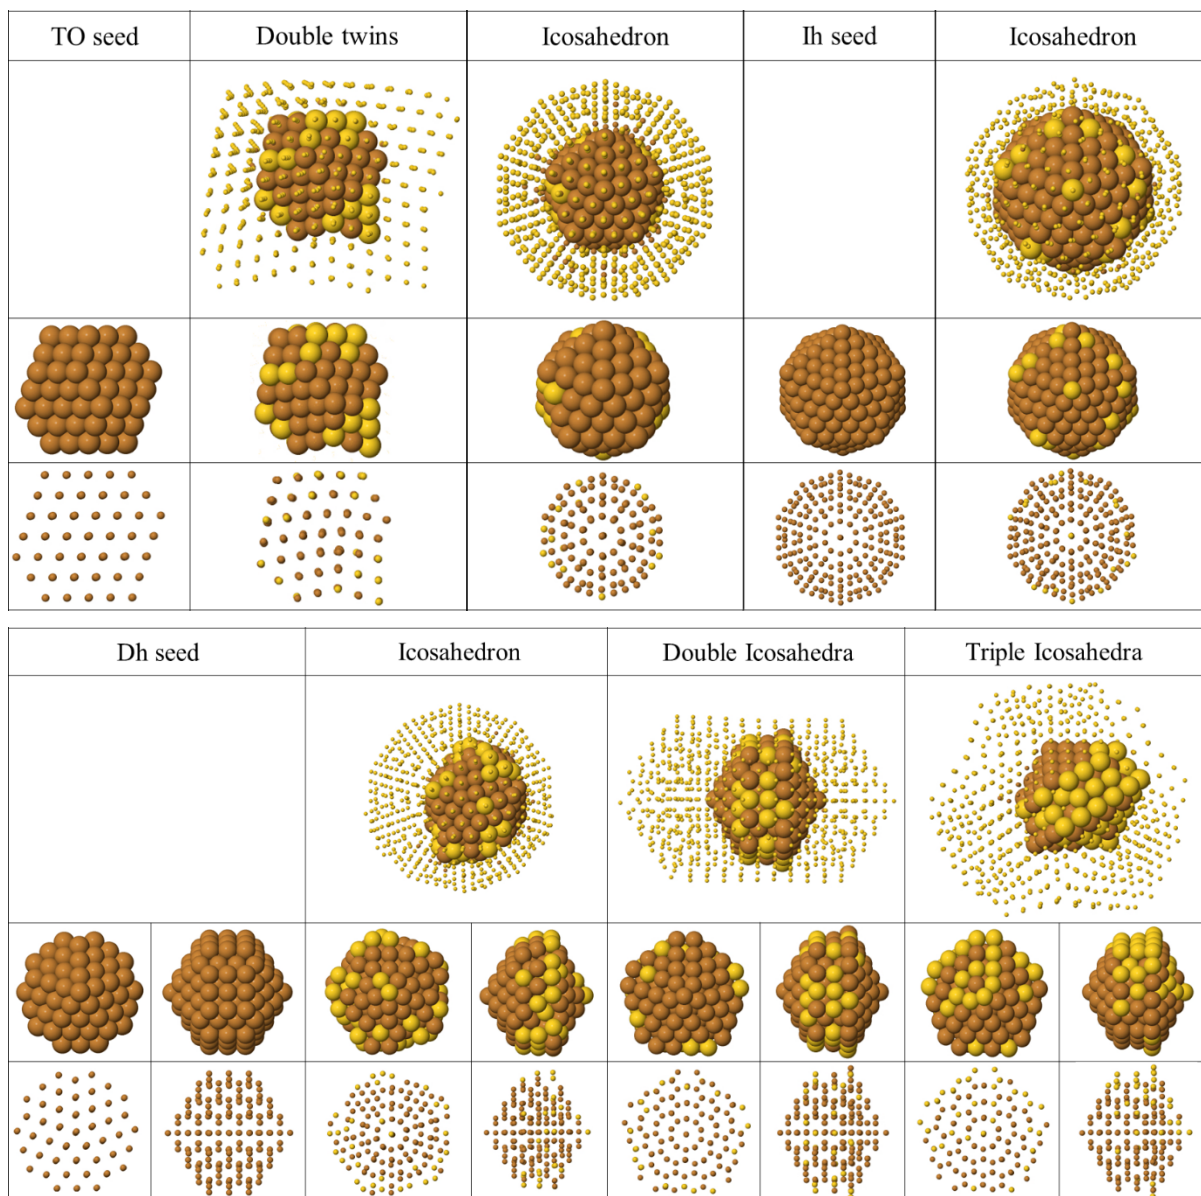 TO seed
Double twins
Icosahedron
Ih seed
Icosahedron
Dh seed
Icosahedron
Double Icosahedra
Triple Icosahedra